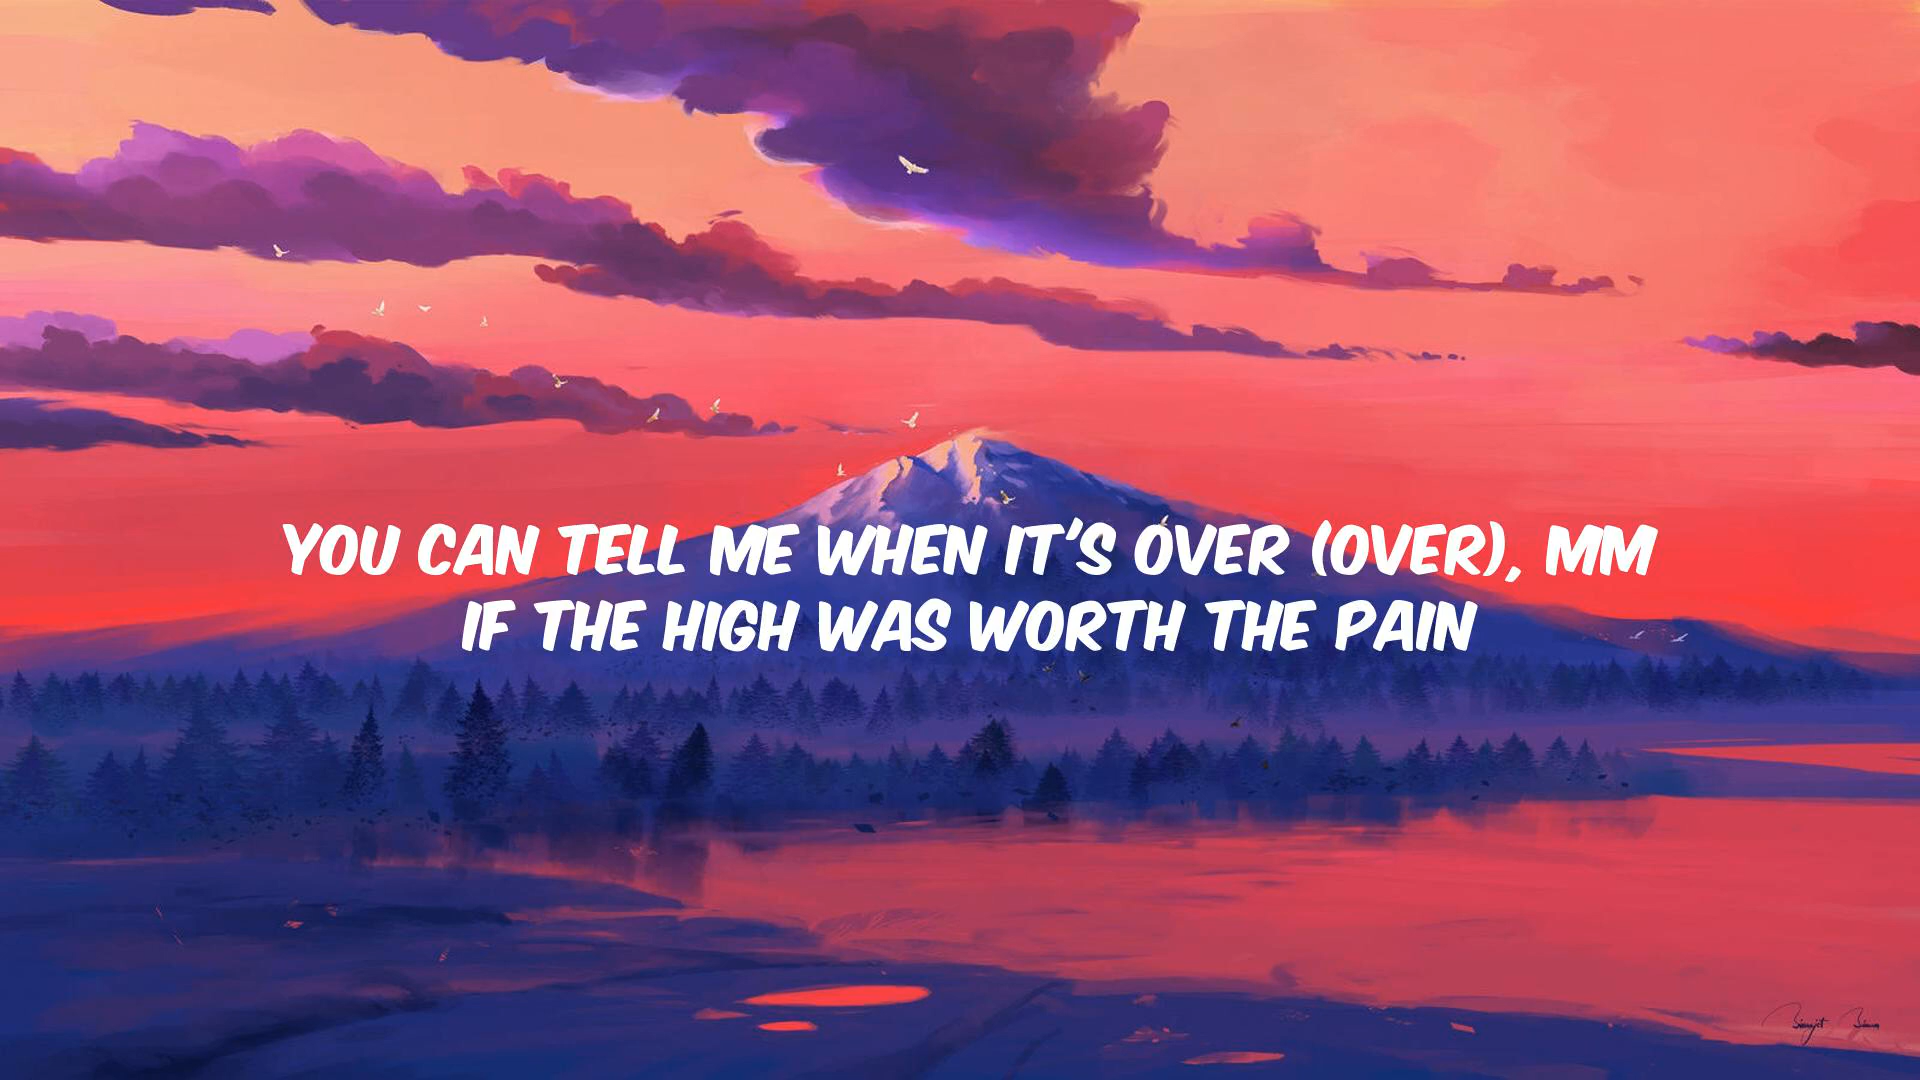 YOU CAN TELL ME WHEN IT'S OVER (OVER), MM
IF THE HIGH WAS WORTH THE PAIN